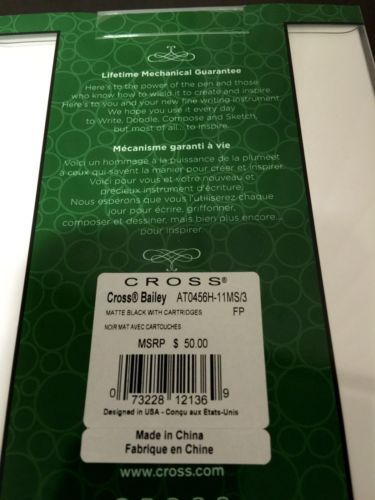 Lifetime Mechanical Guarantee
Here's to the power of the pen and those
who know how to wield it to create and inspire.
Here's to you and your new fine writing instrument.
We hope you use it every day
to Write, Doodle, Compose and Sketch,
but most of all... to Inspire.
Mécanisme garanti à vie
Voici un hommage à la puissance de la plume et
à ceux qui savent la manier pour créer et inspirer.
Voici pour vous et votre nouveau et
précieux instrument d'écriture.
Nous espérons que vous l'utiliserez chaque
jour pour écrire, griffonner,
composer et dessiner, mais bien plus encore...
pour inspirer.
CROSS®
Cross® Bailey AT0456H-11MS/3
MATTE BLACK WITH CARTRIDGES FP
NOIR MAT AVEC CARTOUCHES
MSRP $ 50.00
0 73228 12136 9
Designed in USA - Conçu aux États-Unis
Made in China
Fabrique en Chine
www.cross.com
CROSS